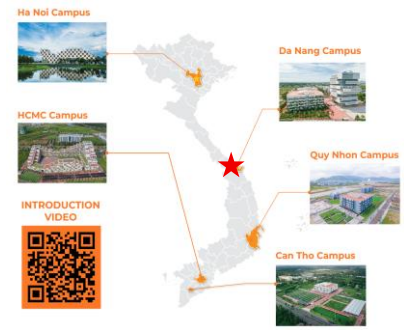 Ha Noi Campus
Da Nang Campus
HCMC Campus
Quy Nhon Campus
INTRODUCTION
VIDEO
Can Tho Campus